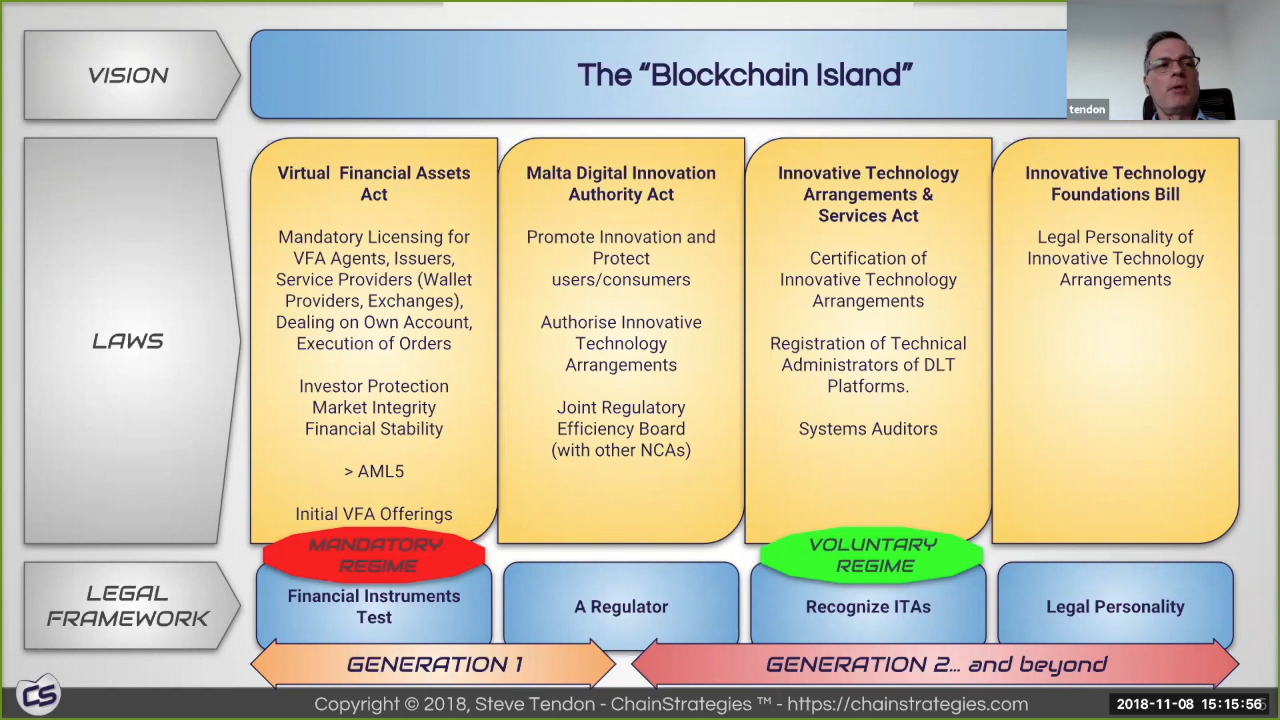 VISION
The “Blockchain Island”
tendon
LAWS
Virtual Financial Assets
Act
Mandatory Licensing for
VFA Agents, Issuers,
Service Providers (Wallet
Providers, Exchanges),
Dealing on Own Account,
Execution of Orders
Investor Protection
Market Integrity
Financial Stability
> AML5
Initial VFA Offerings
Malta Digital Innovation
Authority Act
Promote Innovation and
Protect
users/consumers
Authorise Innovative
Technology
Arrangements
Joint Regulatory
Efficiency Board
(with other NCAs)
Innovative Technology
Arrangements &
Services Act
Certification of
Innovative Technology
Arrangements
Registration of Technical
Administrators of DLT
Platforms.
Systems Auditors
Innovative Technology
Foundations Bill
Legal Personality of
Innovative Technology
Arrangements
MANDATORY
REGIME
VOLUNTARY
REGIME
LEGAL
FRAMEWORK
Financial Instruments
Test
A Regulator
Recognize ITAs
Legal Personality
GENERATION 1
GENERATION 2... and beyond
CS
Copyright © 2018, Steve Tendon - ChainStrategies ™ - https://chainstrategies.com
2018-11-08 15:15:56